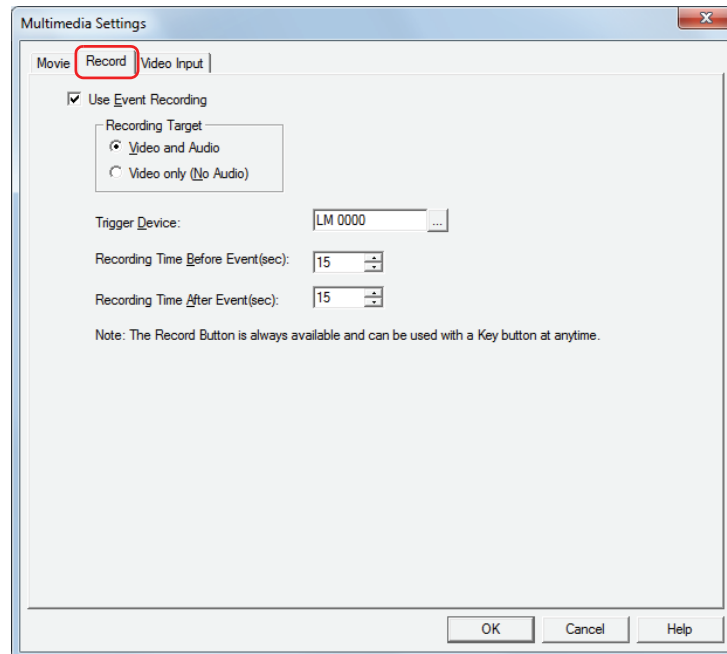 Multimedia Settings
Movie Record Video Input
Use Event Recording
Recording Target
Video and Audio
Video only (No Audio)
Trigger Device: LM 0000 ...
Recording Time Before Event(sec): 15
Recording Time After Event(sec): 15
Note: The Record Button is always available and can be used with a Key button at anytime.
OK Cancel Help